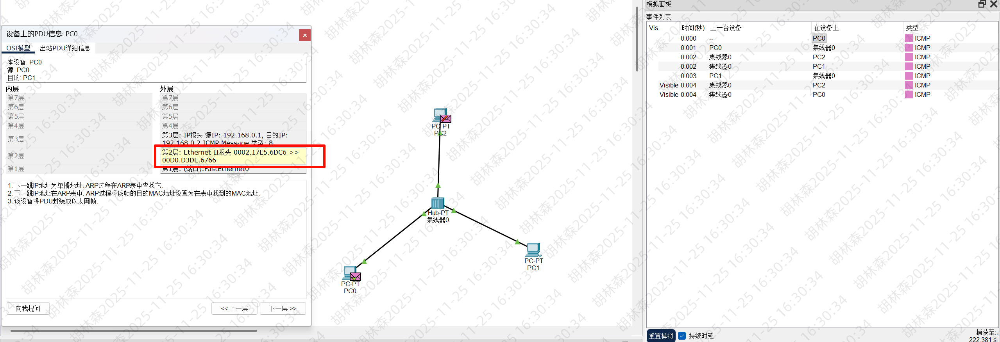 设备上的PDU信息: PC0
OSI模型 出站PDU详细信息
本设备: PC0
源: PC0
目的: PC1
内层
第7层
第6层
第5层
第4层
第3层
第2层
第1层
外层
第7层
第6层
第5层
第4层
第3层: IP报头 源IP: 192.168.0.1, 目的IP:
192.168.0.2 ICMP Message 类型: 8
第2层: Ethernet II报头 0002.17E5.6DC6 >>
00D0.D3DE.6766
第1层: (端口):FastEthernet0
1. 下一跳IP地址为单播地址. ARP过程在ARP表中查找它.
2. 下一跳IP地址在ARP表中. ARP过程将该帧的目的MAC地址设置为在表中找到的MAC地址.
3. 该设备将PDU封装成以太网帧.
向我提问 << 上一层 下一层 >>
PC-PT
PC2
Hub-PT
集线器0
PC-PT
PC1
PC-PT
PC0
模拟面板
事件列表
Vis. 时间(秒) 上一台设备 在设备上 类型
0.000 -- PC0 ICMP
0.001 PC0 集线器0 ICMP
0.002 集线器0 PC2 ICMP
0.002 集线器0 PC1 ICMP
0.003 PC1 集线器0 ICMP
Visible 0.004 集线器0 PC2 ICMP
Visible 0.004 集线器0 PC0 ICMP
重置模拟 持续时延
捕获至:
222.381 s
胡林森2025-11-25 16:30:34